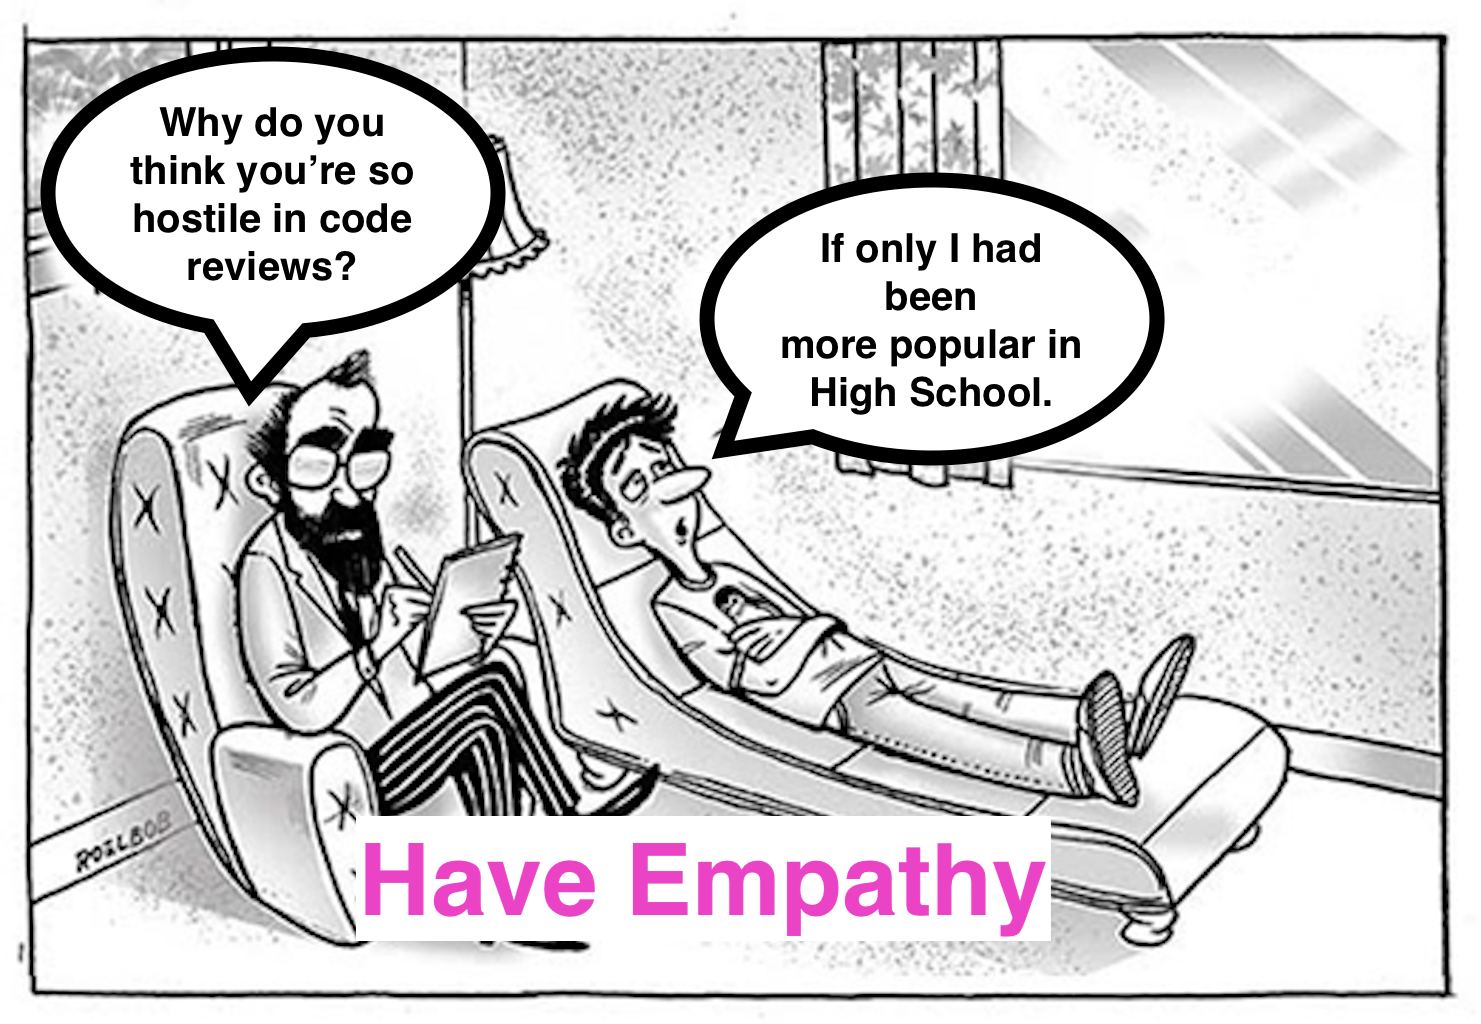 Why do you
think you're so
hostile in code
reviews?
If only I had
been
more popular in
High School.
ROILBOB
Have Empathy